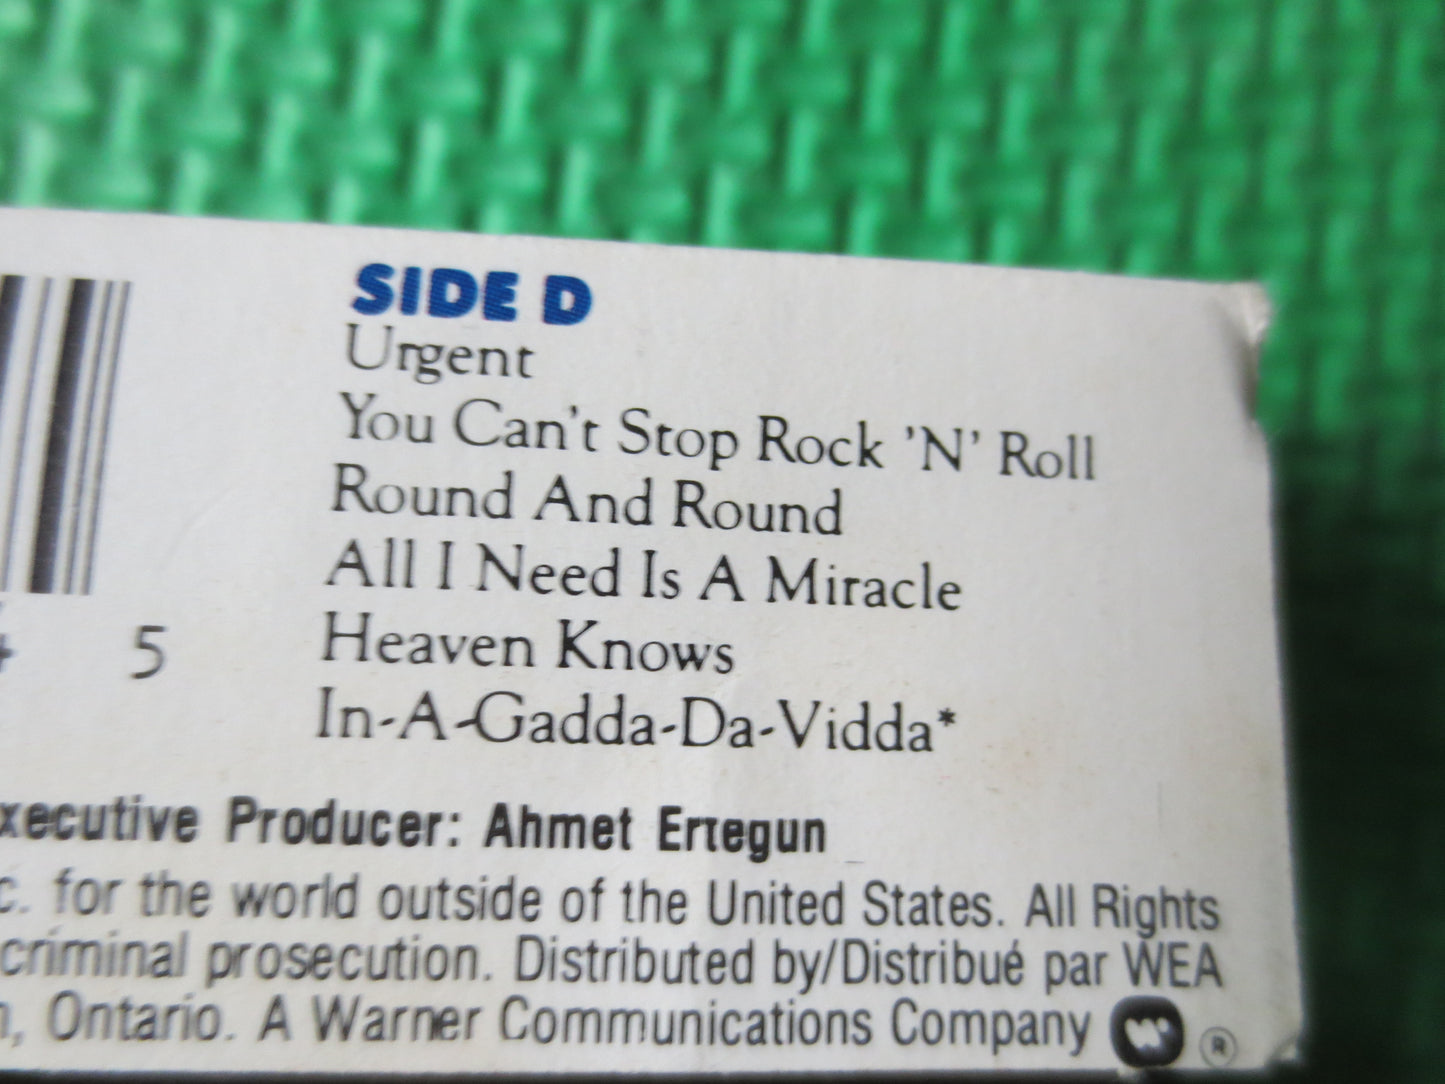 SIDE D
Urgent
You Can't Stop Rock 'N' Roll
Round And Round
All I Need Is A Miracle
Heaven Knows
In-A-Gadda-Da-Vidda*
5
xecutive Producer: Ahmet Ertegun
c. for the world outside of the United States. All Rights
criminal prosecution. Distributed by/Distribué par WEA
n, Ontario. A Warner Communications Company
®